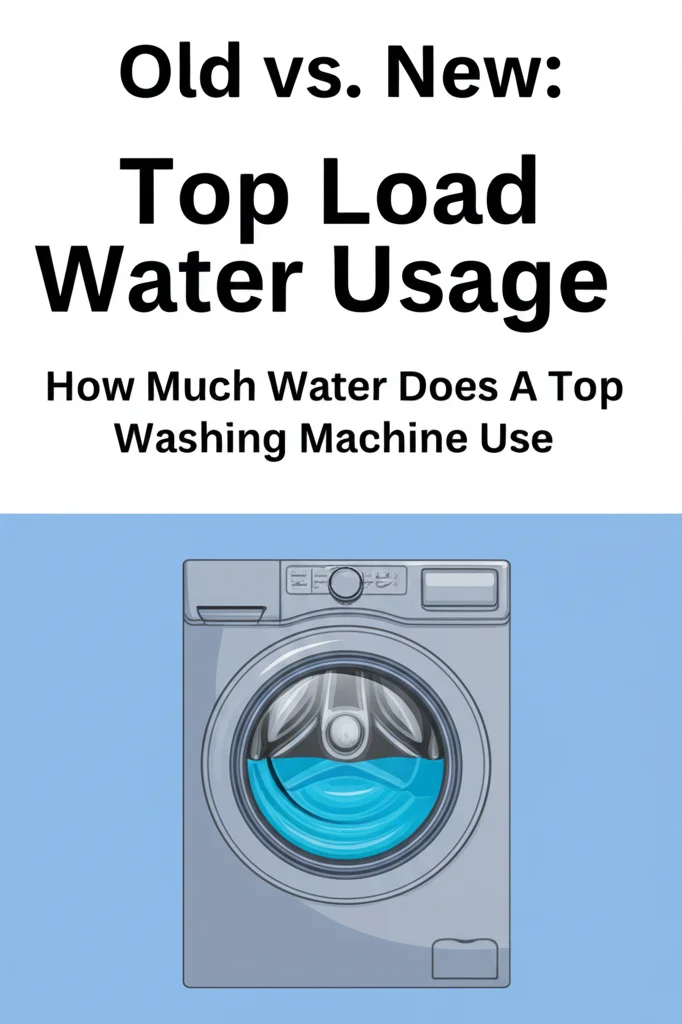 Old vs. New:
Top Load
Water Usage
How Much Water Does A Top
Washing Machine Use